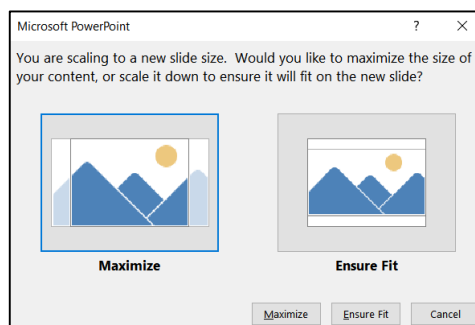 Microsoft PowerPoint
You are scaling to a new slide size.  Would you like to maximize the size of
your content, or scale it down to ensure it will fit on the new slide?
Maximize Ensure Fit
Maximize Ensure Fit Cancel